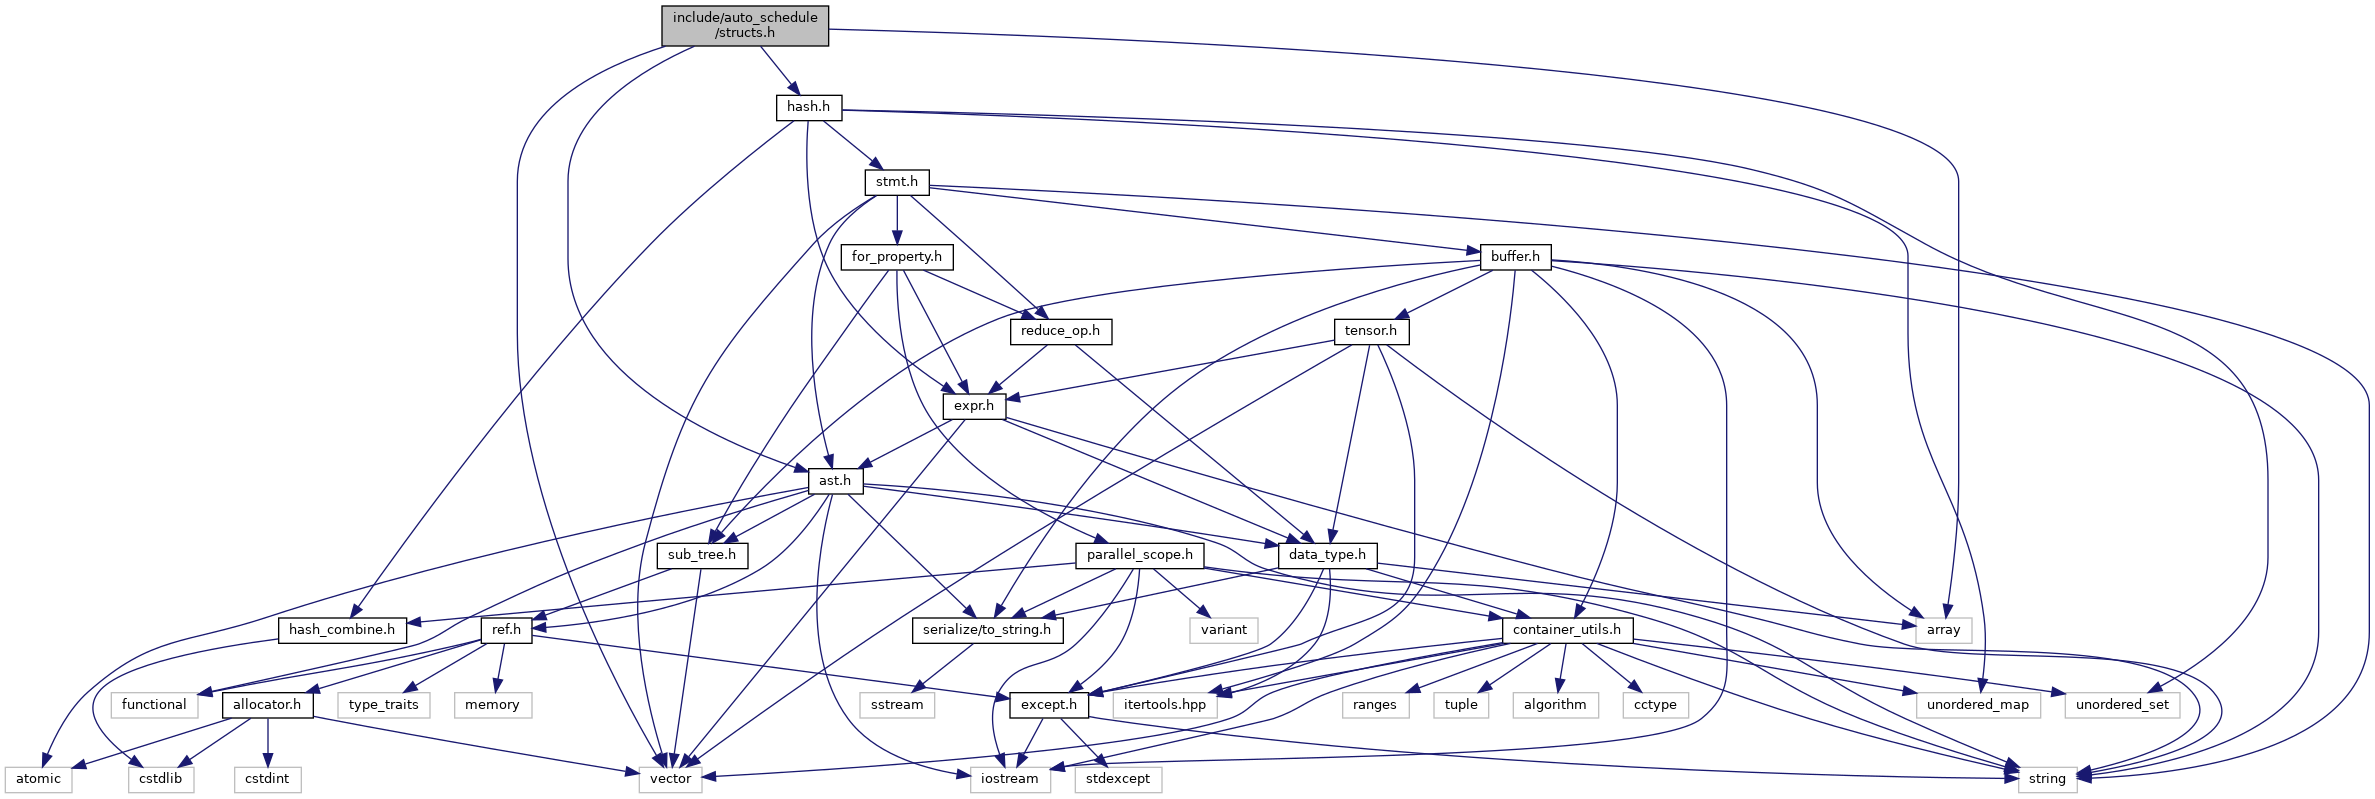 include/auto_schedule
/structs.h
hash.h
stmt.h
for_property.h
buffer.h
reduce_op.h
tensor.h
expr.h
ast.h
sub_tree.h
parallel_scope.h
data_type.h
hash_combine.h
ref.h
serialize/to_string.h
variant
container_utils.h
array
functional
allocator.h
type_traits
memory
sstream
except.h
itertools.hpp
ranges
tuple
algorithm
cctype
unordered_map
unordered_set
atomic
cstdlib
cstdint
vector
iostream
stdexcept
string